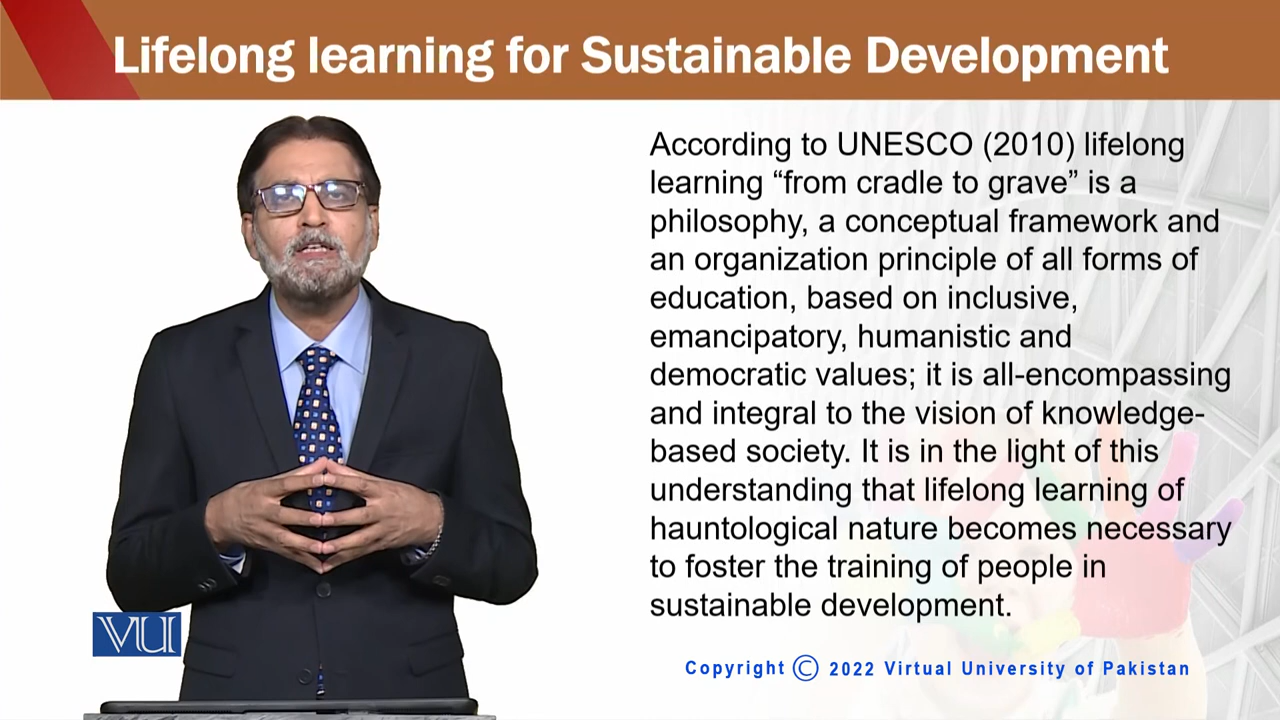 Lifelong learning for Sustainable Development
According to UNESCO (2010) lifelong
learning “from cradle to grave” is a
philosophy, a conceptual framework and
an organization principle of all forms of
education, based on inclusive,
emancipatory, humanistic and
democratic values; it is all-encompassing
and integral to the vision of knowledge-
based society. It is in the light of this
understanding that lifelong learning of
hauntological nature becomes necessary
to foster the training of people in
sustainable development.
VU
Copyright © 2022 Virtual University of Pakistan